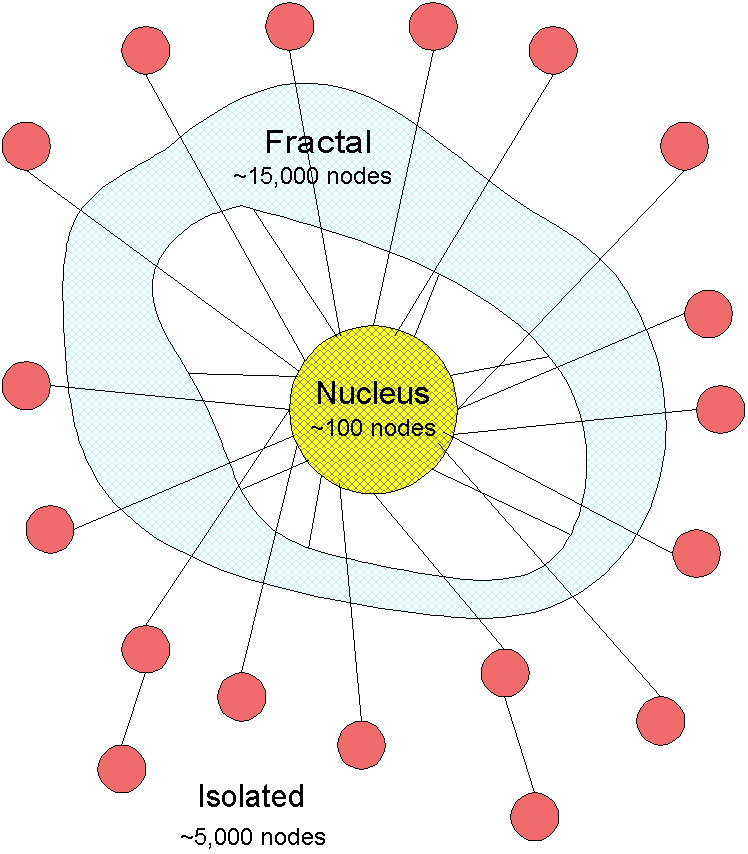 Fractal
~15,000 nodes
Nucleus
~100 nodes
Isolated
~5,000 nodes